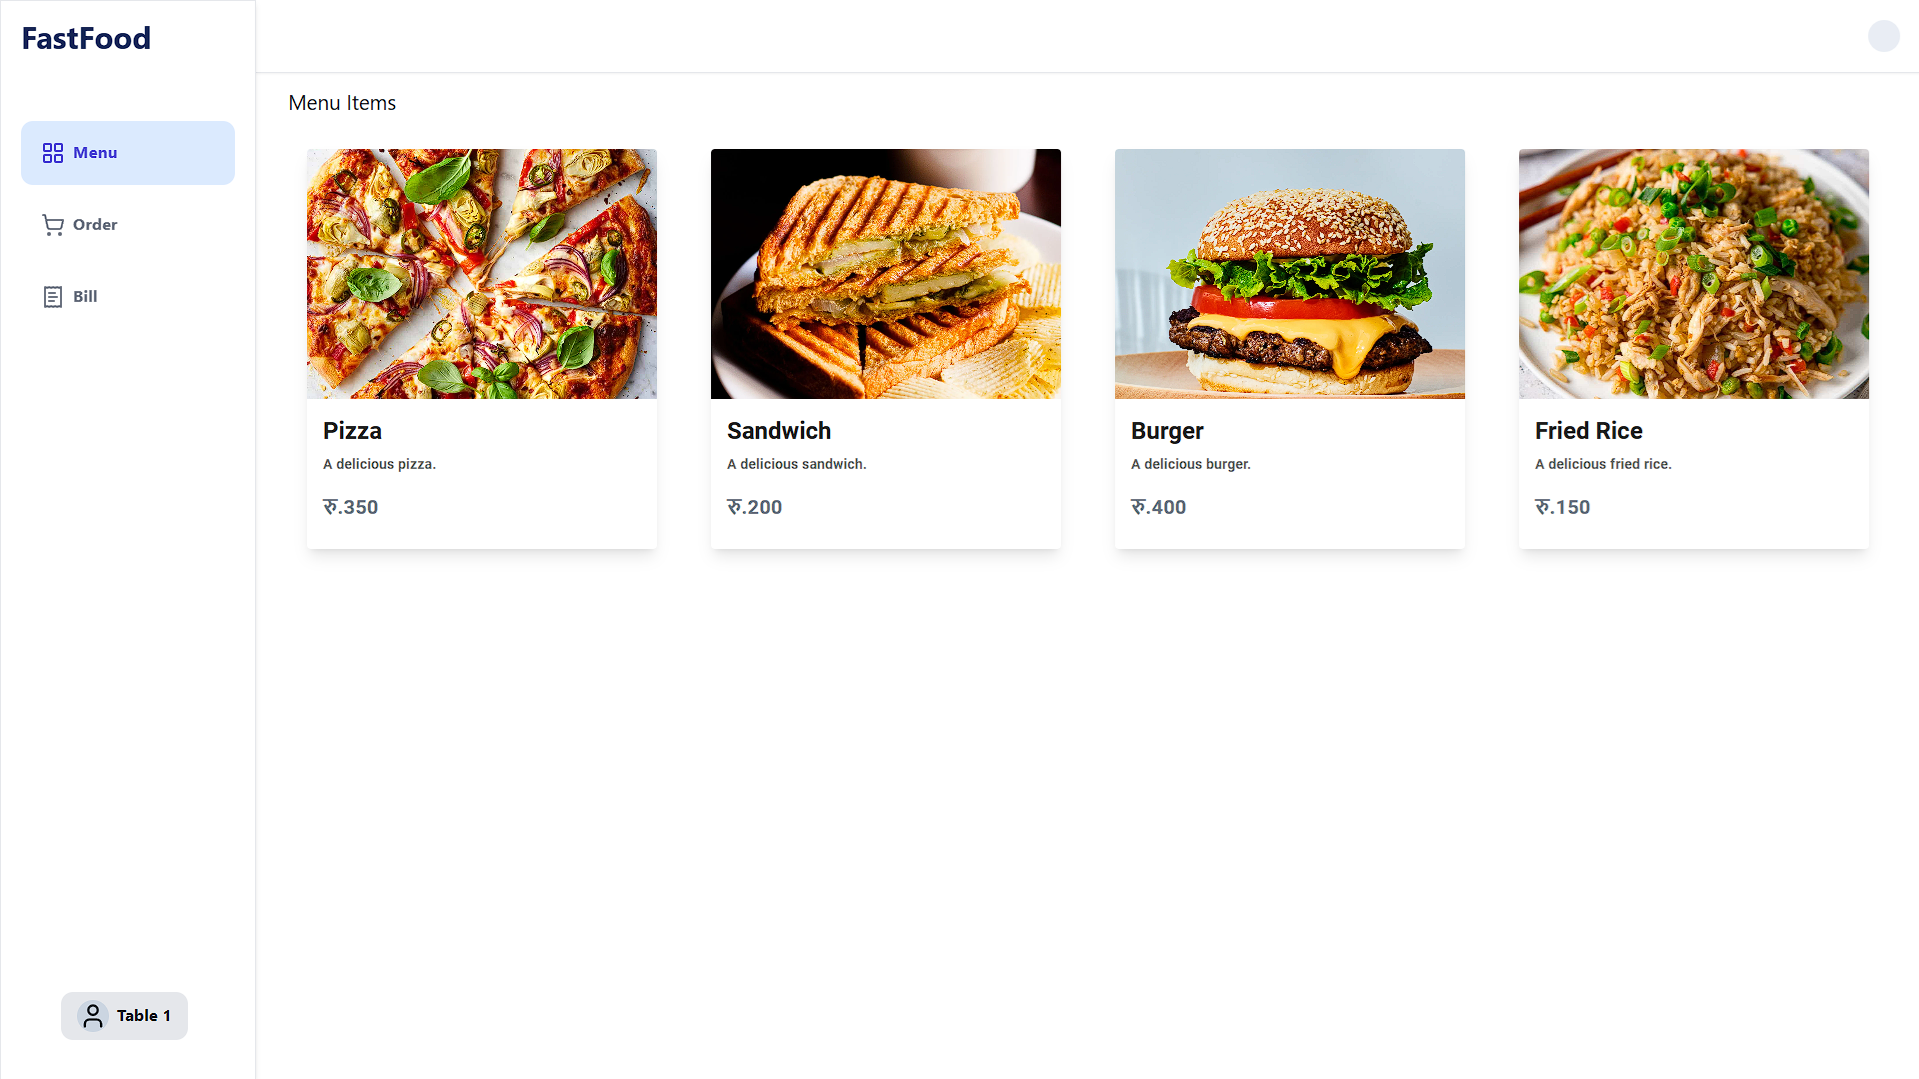 FastFood
Menu
Order
Bill
Table 1
Menu Items
Pizza
A delicious pizza.
रु.350
Sandwich
A delicious sandwich.
रु.200
Burger
A delicious burger.
रु.400
Fried Rice
A delicious fried rice.
रु.150